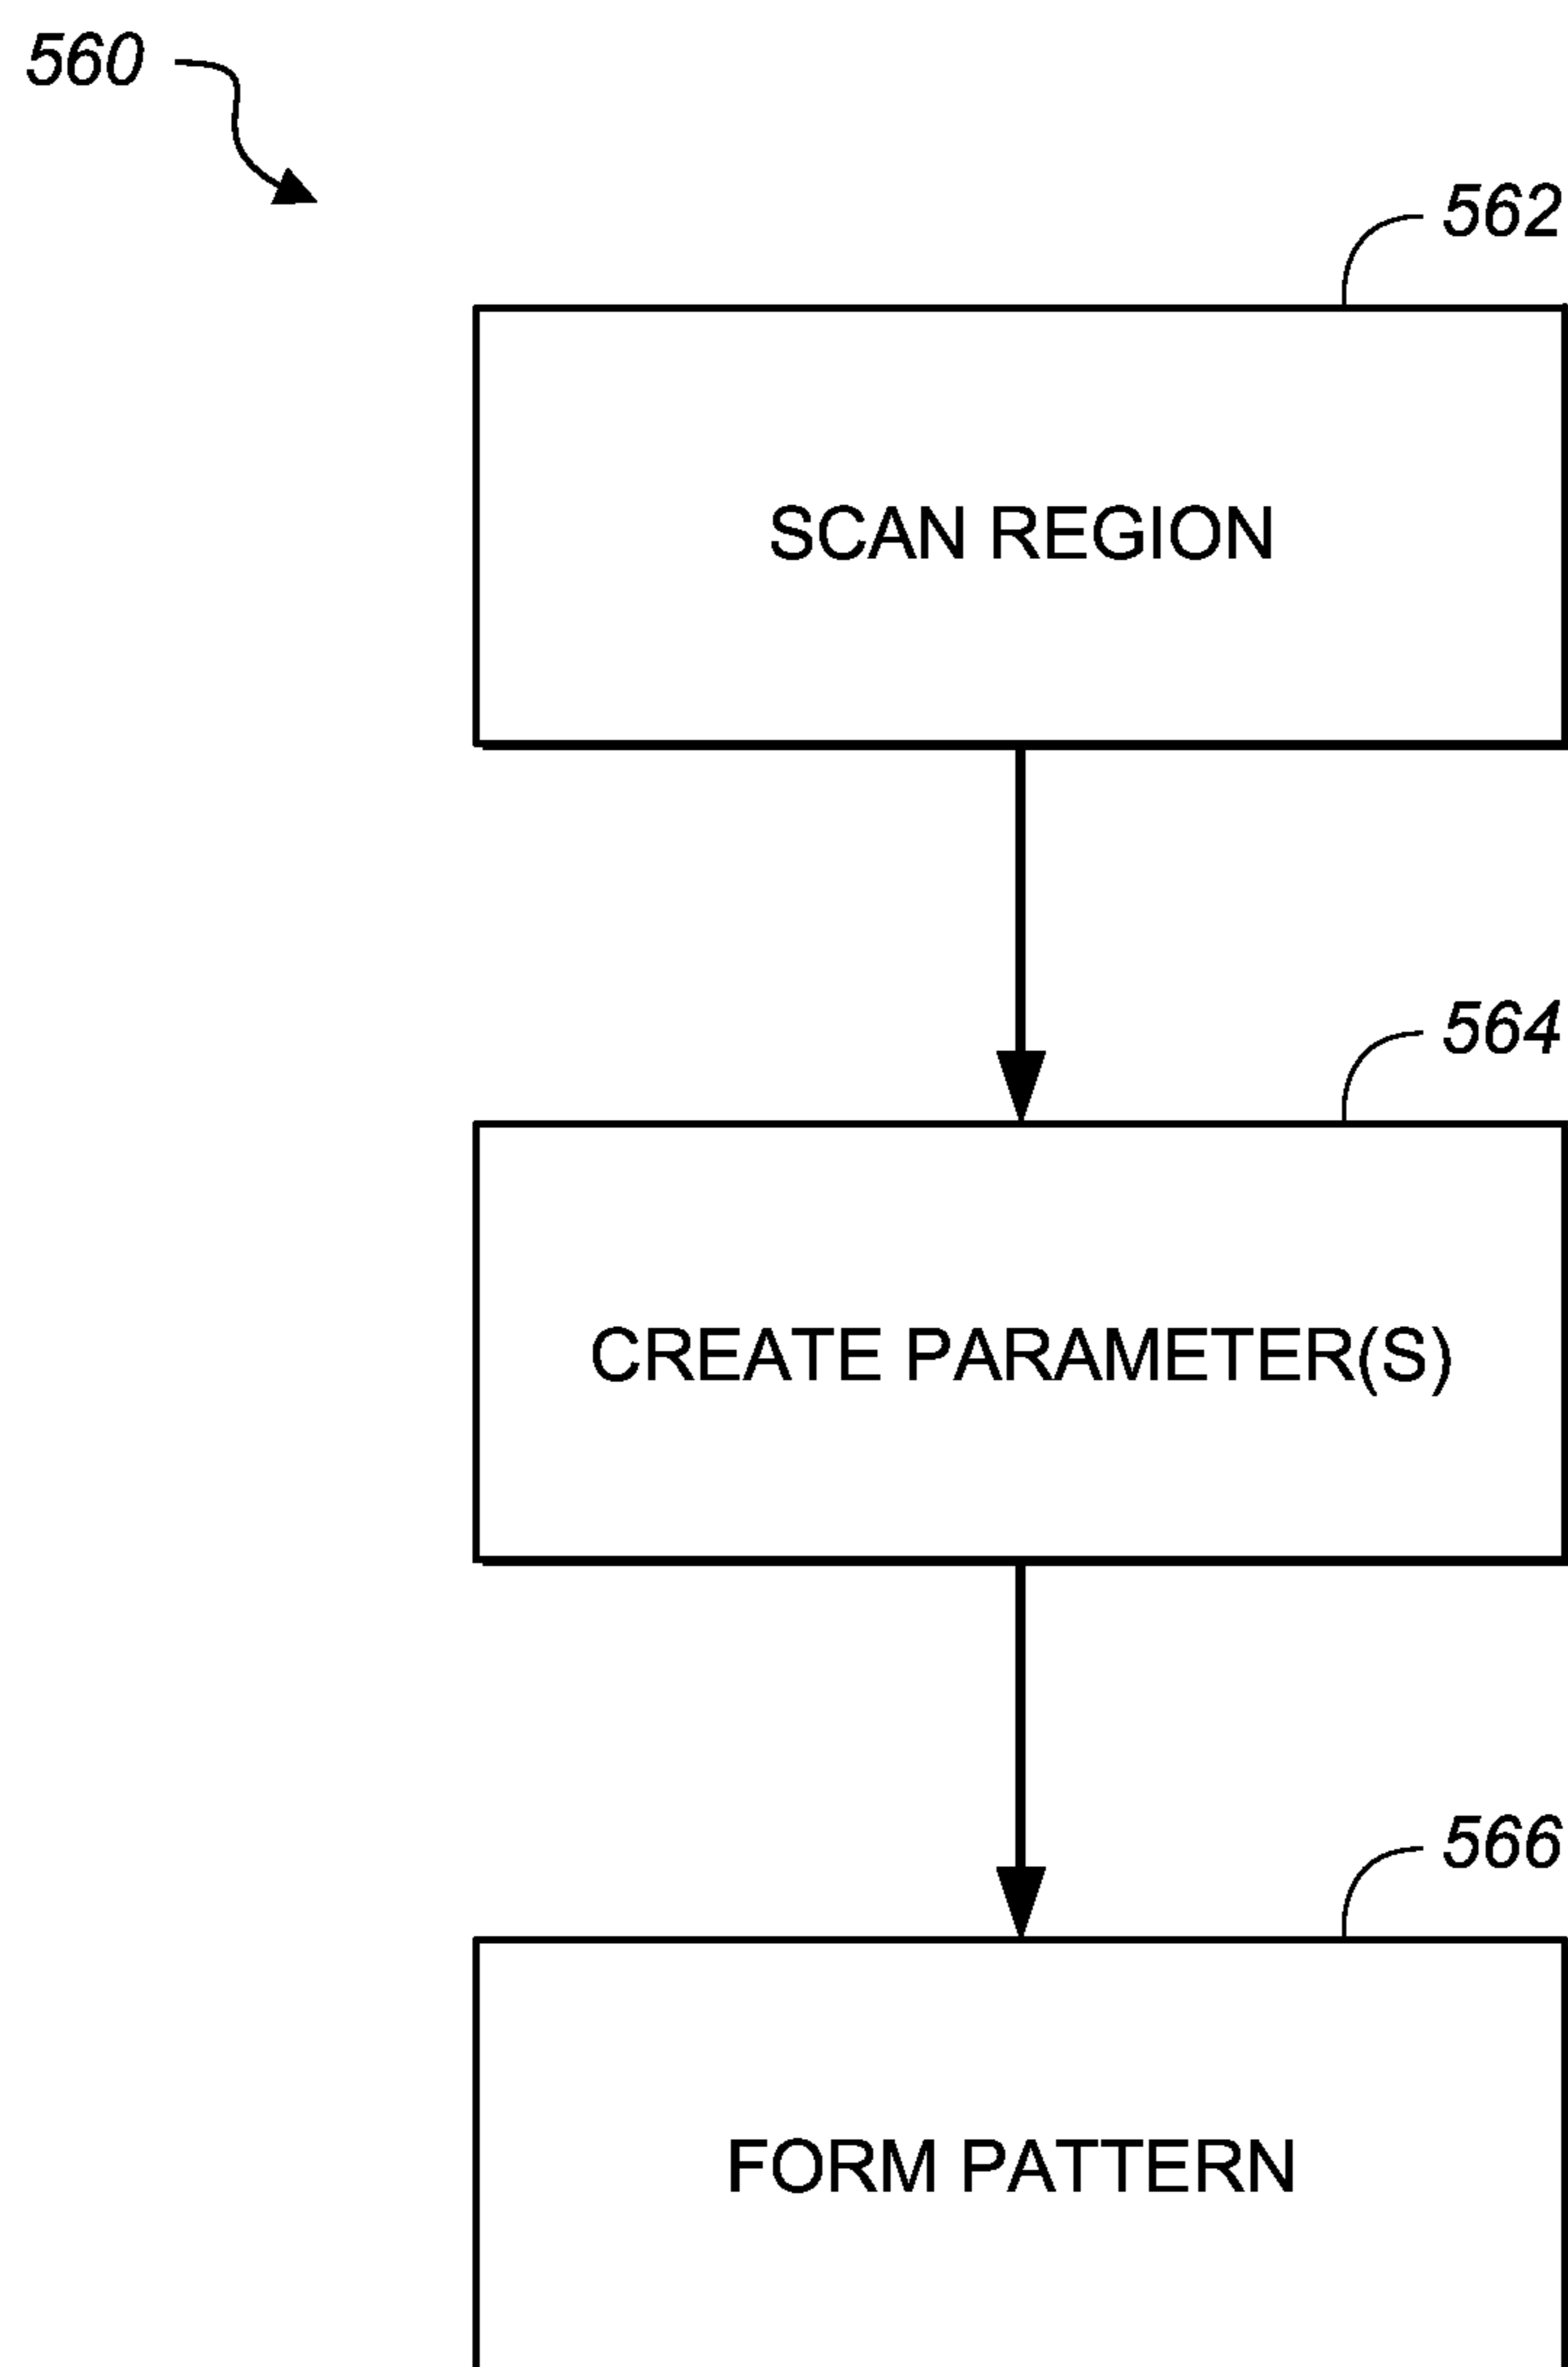 560
562
SCAN REGION
564
CREATE PARAMETER(S)
566
FORM PATTERN